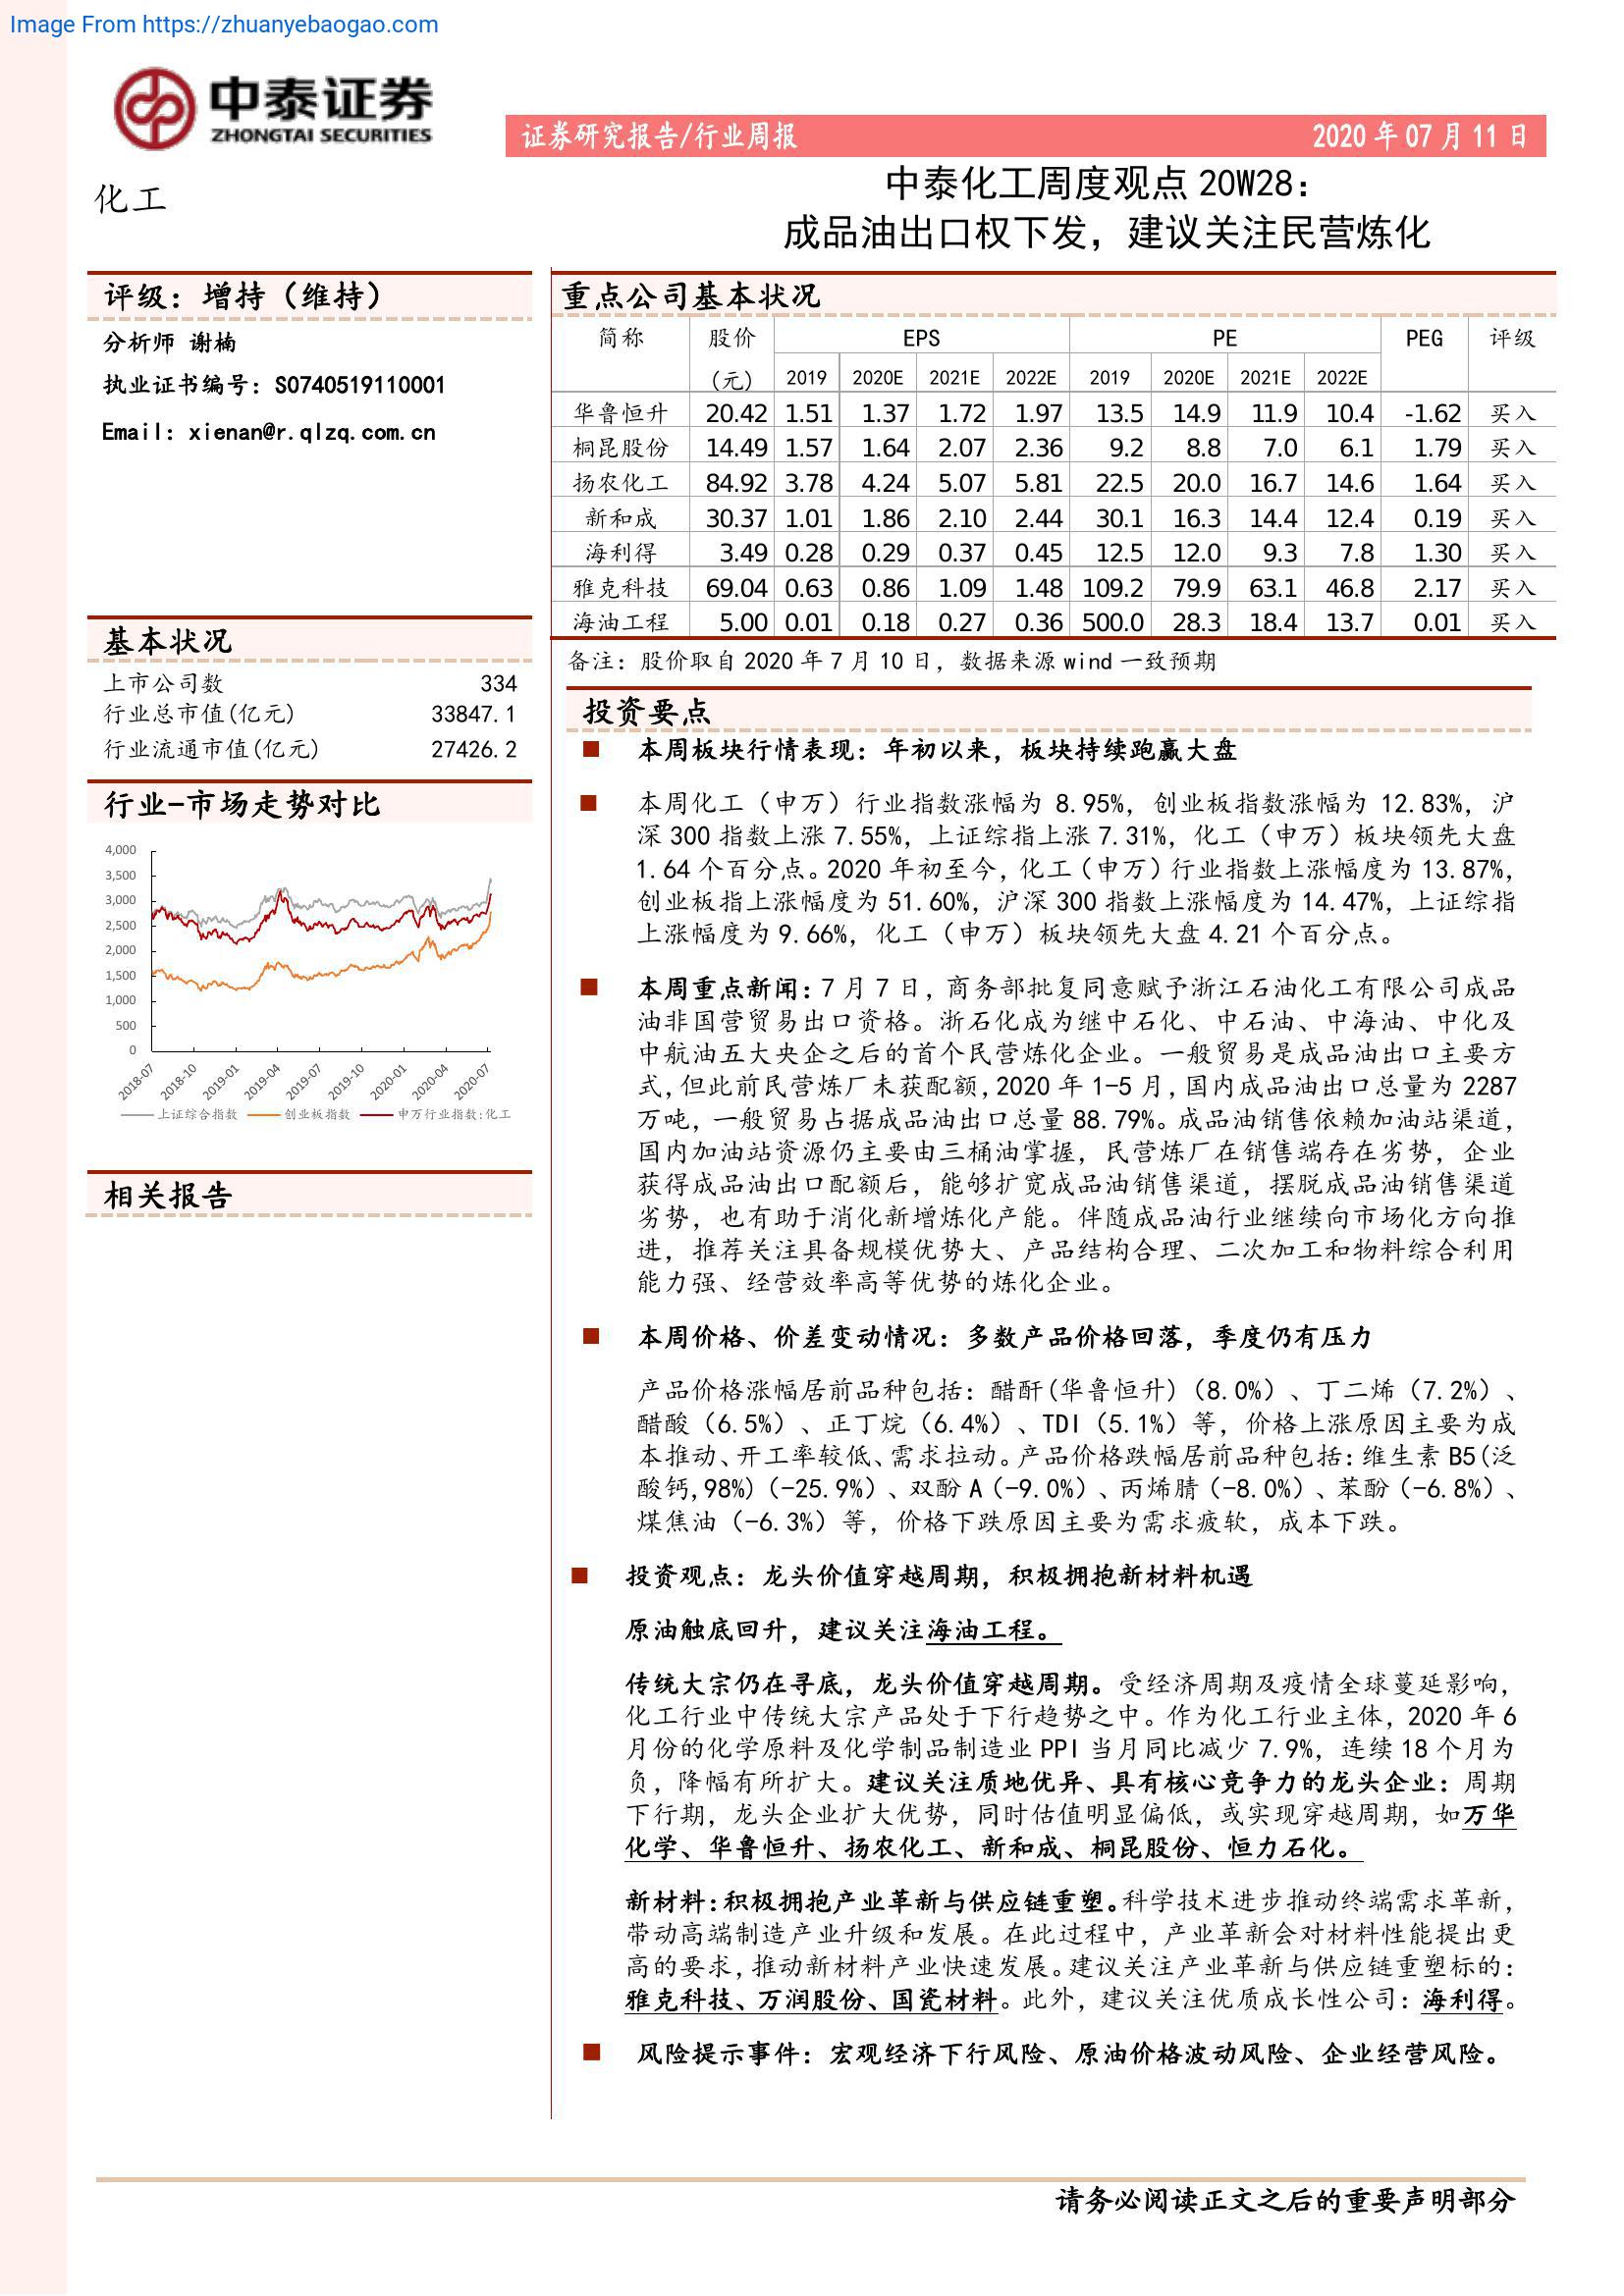 Image From https://zhuanyebaogao.com
中泰证券
ZHONGTAI SECURITIES
证券研究报告/行业周报 2020 年 07 月 11 日
化工
中泰化工周度观点 20W28：
成品油出口权下发，建议关注民营炼化
评级：增持（维持）
分析师 谢楠
执业证书编号：S0740519110001
Email：xienan@r.qlzq.com.cn
基本状况
上市公司数 334
行业总市值(亿元) 33847.1
行业流通市值(亿元) 27426.2
行业-市场走势对比
4,000
3,500
3,000
2,500
2,000
1,500
1,000
500
0
2018-07 2018-10 2019-01 2019-04 2019-07 2019-10 2020-01 2020-04 2020-07
上证综合指数 创业板指数 申万行业指数:化工
相关报告
重点公司基本状况
简称 股价 EPS PE PEG 评级
(元) 2019 2020E 2021E 2022E 2019 2020E 2021E 2022E
华鲁恒升 20.42 1.51 1.37 1.72 1.97 13.5 14.9 11.9 10.4 -1.62 买入
桐昆股份 14.49 1.57 1.64 2.07 2.36 9.2 8.8 7.0 6.1 1.79 买入
扬农化工 84.92 3.78 4.24 5.07 5.81 22.5 20.0 16.7 14.6 1.64 买入
新和成 30.37 1.01 1.86 2.10 2.44 30.1 16.3 14.4 12.4 0.19 买入
海利得 3.49 0.28 0.29 0.37 0.45 12.5 12.0 9.3 7.8 1.30 买入
雅克科技 69.04 0.63 0.86 1.09 1.48 109.2 79.9 63.1 46.8 2.17 买入
海油工程 5.00 0.01 0.18 0.27 0.36 500.0 28.3 18.4 13.7 0.01 买入
备注：股价取自 2020 年 7 月 10 日，数据来源 wind 一致预期
投资要点
■ 本周板块行情表现：年初以来，板块持续跑赢大盘
■ 本周化工（申万）行业指数涨幅为 8.95%，创业板指数涨幅为 12.83%，沪
深 300 指数上涨 7.55%，上证综指上涨 7.31%，化工（申万）板块领先大盘
1.64 个百分点。2020 年初至今，化工（申万）行业指数上涨幅度为 13.87%，
创业板指上涨幅度为 51.60%，沪深 300 指数上涨幅度为 14.47%，上证综指
上涨幅度为 9.66%，化工（申万）板块领先大盘 4.21 个百分点。
■ 本周重点新闻：7 月 7 日，商务部批复同意赋予浙江石油化工有限公司成品
油非国营贸易出口资格。浙石化成为继中石化、中石油、中海油、中化及
中航油五大央企之后的首个民营炼化企业。一般贸易是成品油出口主要方
式，但此前民营炼厂未获配额，2020 年 1-5 月，国内成品油出口总量为 2287
万吨，一般贸易占据成品油出口总量 88.79%。成品油销售依赖加油站渠道，
国内加油站资源仍主要由三桶油掌握，民营炼厂在销售端存在劣势，企业
获得成品油出口配额后，能够扩宽成品油销售渠道，摆脱成品油销售渠道
劣势，也有助于消化新增炼化产能。伴随成品油行业继续向市场化方向推
进，推荐关注具备规模优势大、产品结构合理、二次加工和物料综合利用
能力强、经营效率高等优势的炼化企业。
■ 本周价格、价差变动情况：多数产品价格回落，季度仍有压力
产品价格涨幅居前品种包括：醋酐(华鲁恒升)（8.0%）、丁二烯（7.2%）、
醋酸（6.5%）、正丁烷（6.4%）、TDI（5.1%）等，价格上涨原因主要为成
本推动、开工率较低、需求拉动。产品价格跌幅居前品种包括：维生素 B5(泛
酸钙,98%)（-25.9%）、双酚 A（-9.0%）、丙烯腈（-8.0%）、苯酚（-6.8%）、
煤焦油（-6.3%）等，价格下跌原因主要为需求疲软，成本下跌。
■ 投资观点：龙头价值穿越周期，积极拥抱新材料机遇
原油触底回升，建议关注海油工程。
传统大宗仍在寻底，龙头价值穿越周期。受经济周期及疫情全球蔓延影响，
化工行业中传统大宗产品处于下行趋势之中。作为化工行业主体，2020 年 6
月份的化学原料及化学制品制造业 PPI 当月同比减少 7.9%，连续 18 个月为
负，降幅有所扩大。建议关注质地优异、具有核心竞争力的龙头企业：周期
下行期，龙头企业扩大优势，同时估值明显偏低，或实现穿越周期，如万华
化学、华鲁恒升、扬农化工、新和成、桐昆股份、恒力石化。
新材料：积极拥抱产业革新与供应链重塑。科学技术进步推动终端需求革新，
带动高端制造产业升级和发展。在此过程中，产业革新会对材料性能提出更
高的要求，推动新材料产业快速发展。建议关注产业革新与供应链重塑标的：
雅克科技、万润股份、国瓷材料。此外，建议关注优质成长性公司：海利得。
■ 风险提示事件：宏观经济下行风险、原油价格波动风险、企业经营风险。
请务必阅读正文之后的重要声明部分